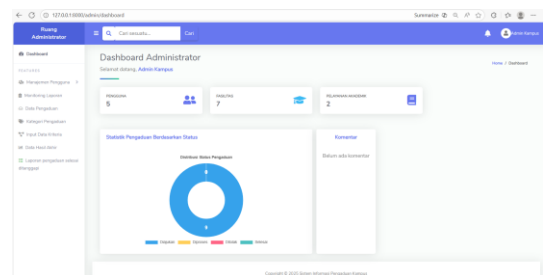 127.0.0.1:8000/admin/dashboard
Summarize
Ruang
Administrator
Cari sesuatu...
Cari
Admin Kampus
Dashboard
Dashboard Administrator
Selamat datang, Admin Kampus.
Home / Dashboard
FEATURES
Manajemen Pengguna
Monitoring Laporan
Data Pengaduan
Kategori Pengaduan
Input Data Kriteria
Data Hasil Akhir
Laporan pengaduan selesai
ditanggapi
PENGGUNA
5
FASILITAS
7
PELAYANAN AKADEMIK
2
Statistik Pengaduan Berdasarkan Status
Distribusi Status Pengaduan
Diajukan
Diproses
Ditolak
Selesai
Komentar
Belum ada komentar
Copyright © 2025 Sistem Informasi Pengaduan Kampus